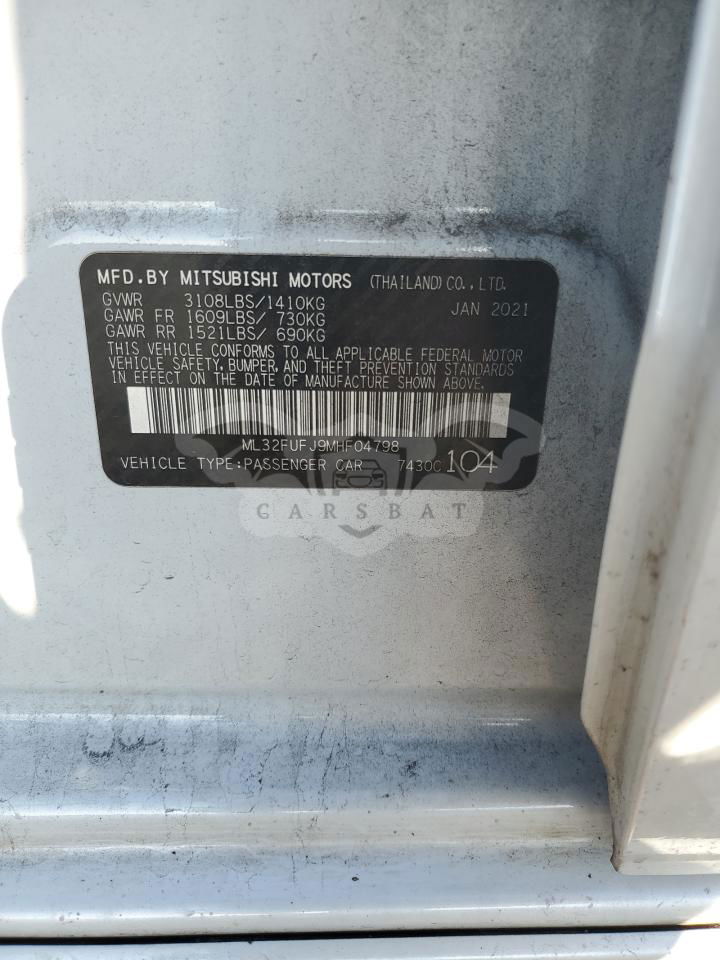 MFD.BY MITSUBISHI MOTORS (THAILAND) CO., LTD.
GVWR 3108LBS/1410KG JAN 2021
GAWR FR 1609LBS/ 730KG
GAWR RR 1521LBS/ 690KG
THIS VEHICLE CONFORMS TO ALL APPLICABLE FEDERAL MOTOR
VEHICLE SAFETY, BUMPER, AND THEFT PREVENTION STANDARDS
IN EFFECT ON THE DATE OF MANUFACTURE SHOWN ABOVE.
ML32FUFJ9MHF04798
VEHICLE TYPE:PASSENGER CAR 7430C 104
CARSBAT